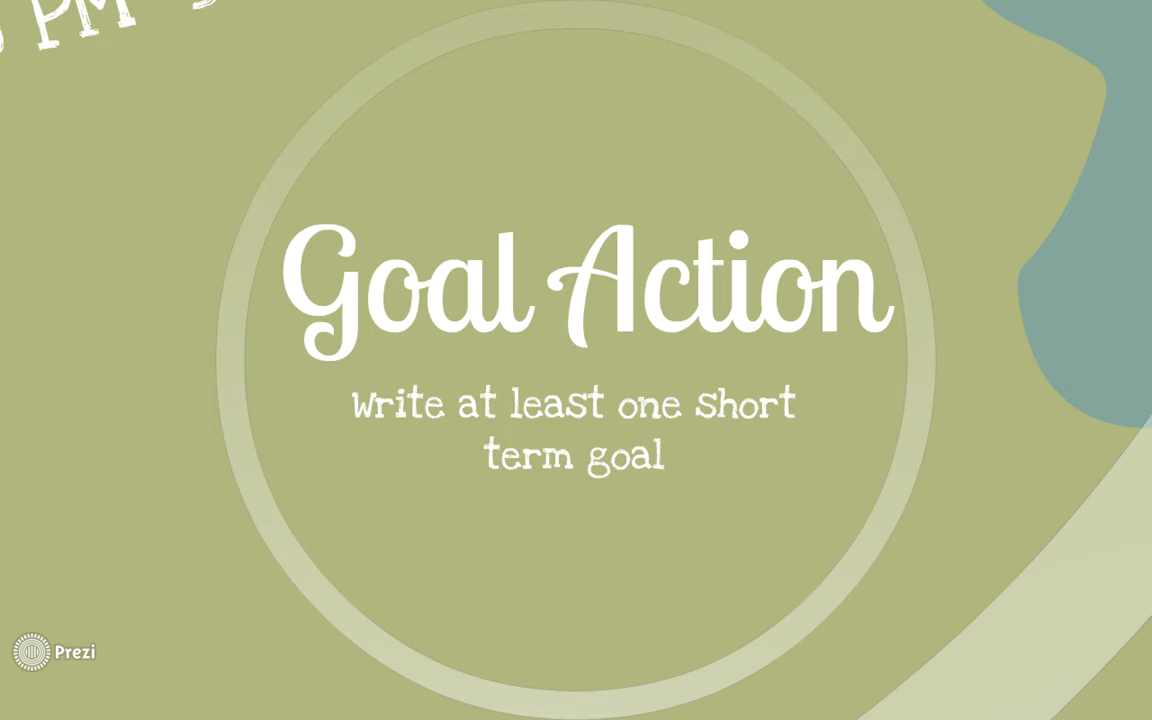 PM
Goal Action
Write at least one short
term goal
Prezi